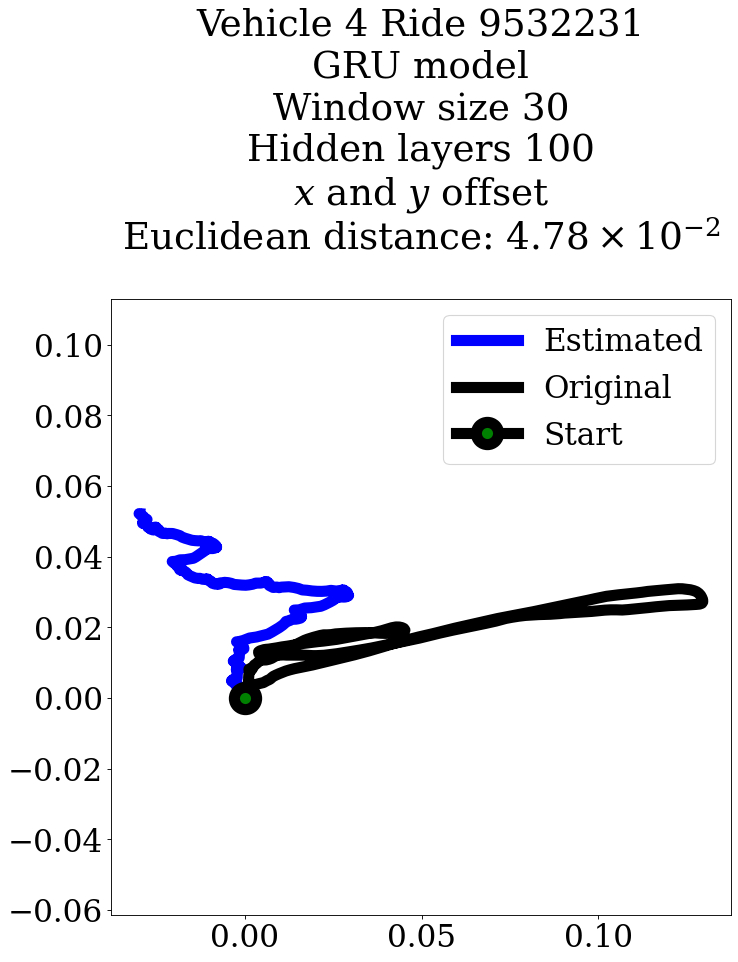 Vehicle 4 Ride 9532231
GRU model
Window size 30
Hidden layers 100
x and y offset
Euclidean distance: 4.78 × 10⁻²
Estimated
Original
Start
0.10
0.08
0.06
0.04
0.02
0.00
−0.02
−0.04
−0.06
0.00 0.05 0.10